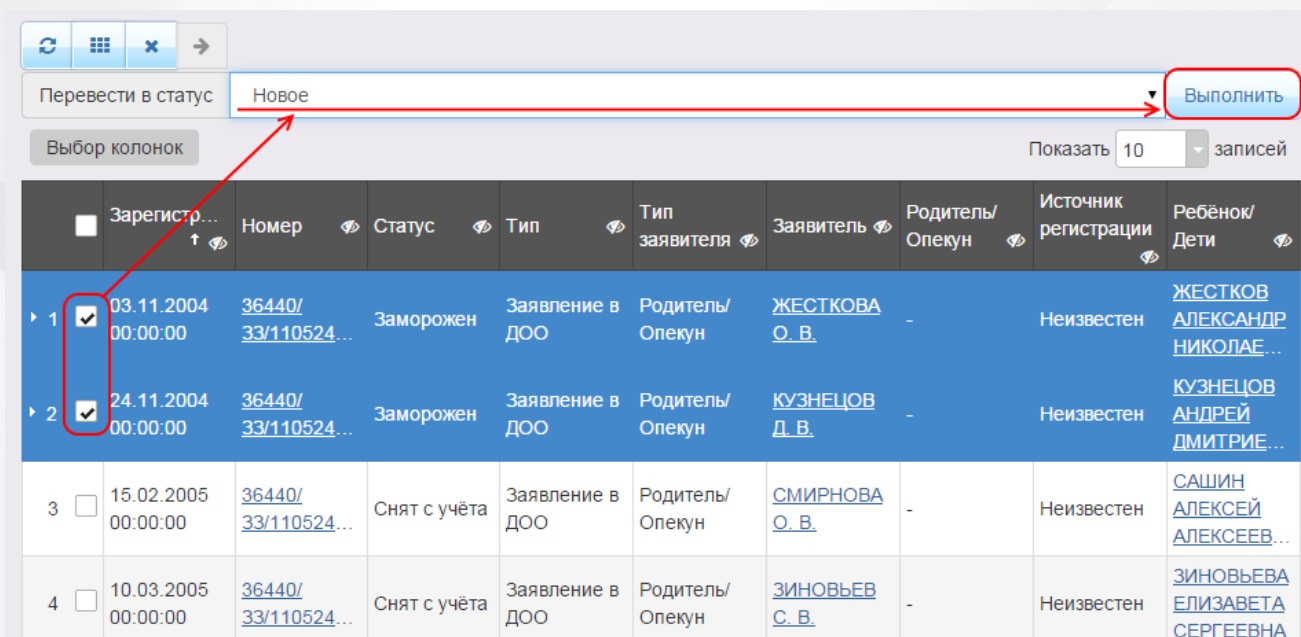 Перевести в статус Новое Выполнить
Выбор колонок Показать 10 записей
Зарегистр... Номер Статус Тип Тип заявителя Заявитель Родитель/ Опекун Источник регистрации Ребёнок/ Дети
1 03.11.2004 00:00:00 36440/ 33/110524... Заморожен Заявление в ДОО Родитель/ Опекун ЖЕСТКОВА О. В. - Неизвестен ЖЕСТКОВ АЛЕКСАНДР НИКОЛАЕ...
2 24.11.2004 00:00:00 36440/ 33/110524... Заморожен Заявление в ДОО Родитель/ Опекун КУЗНЕЦОВ Д. В. - Неизвестен КУЗНЕЦОВ АНДРЕЙ ДМИТРИЕ...
3 15.02.2005 00:00:00 36440/ 33/110524... Снят с учёта Заявление в ДОО Родитель/ Опекун СМИРНОВА О. В. - Неизвестен САШИН АЛЕКСЕЙ АЛЕКСЕЕВ...
4 10.03.2005 00:00:00 36440/ 33/110524... Снят с учёта Заявление в ДОО Родитель/ Опекун ЗИНОВЬЕВ С. В. - Неизвестен ЗИНОВЬЕВА ЕЛИЗАВЕТА СЕРГЕЕВНА